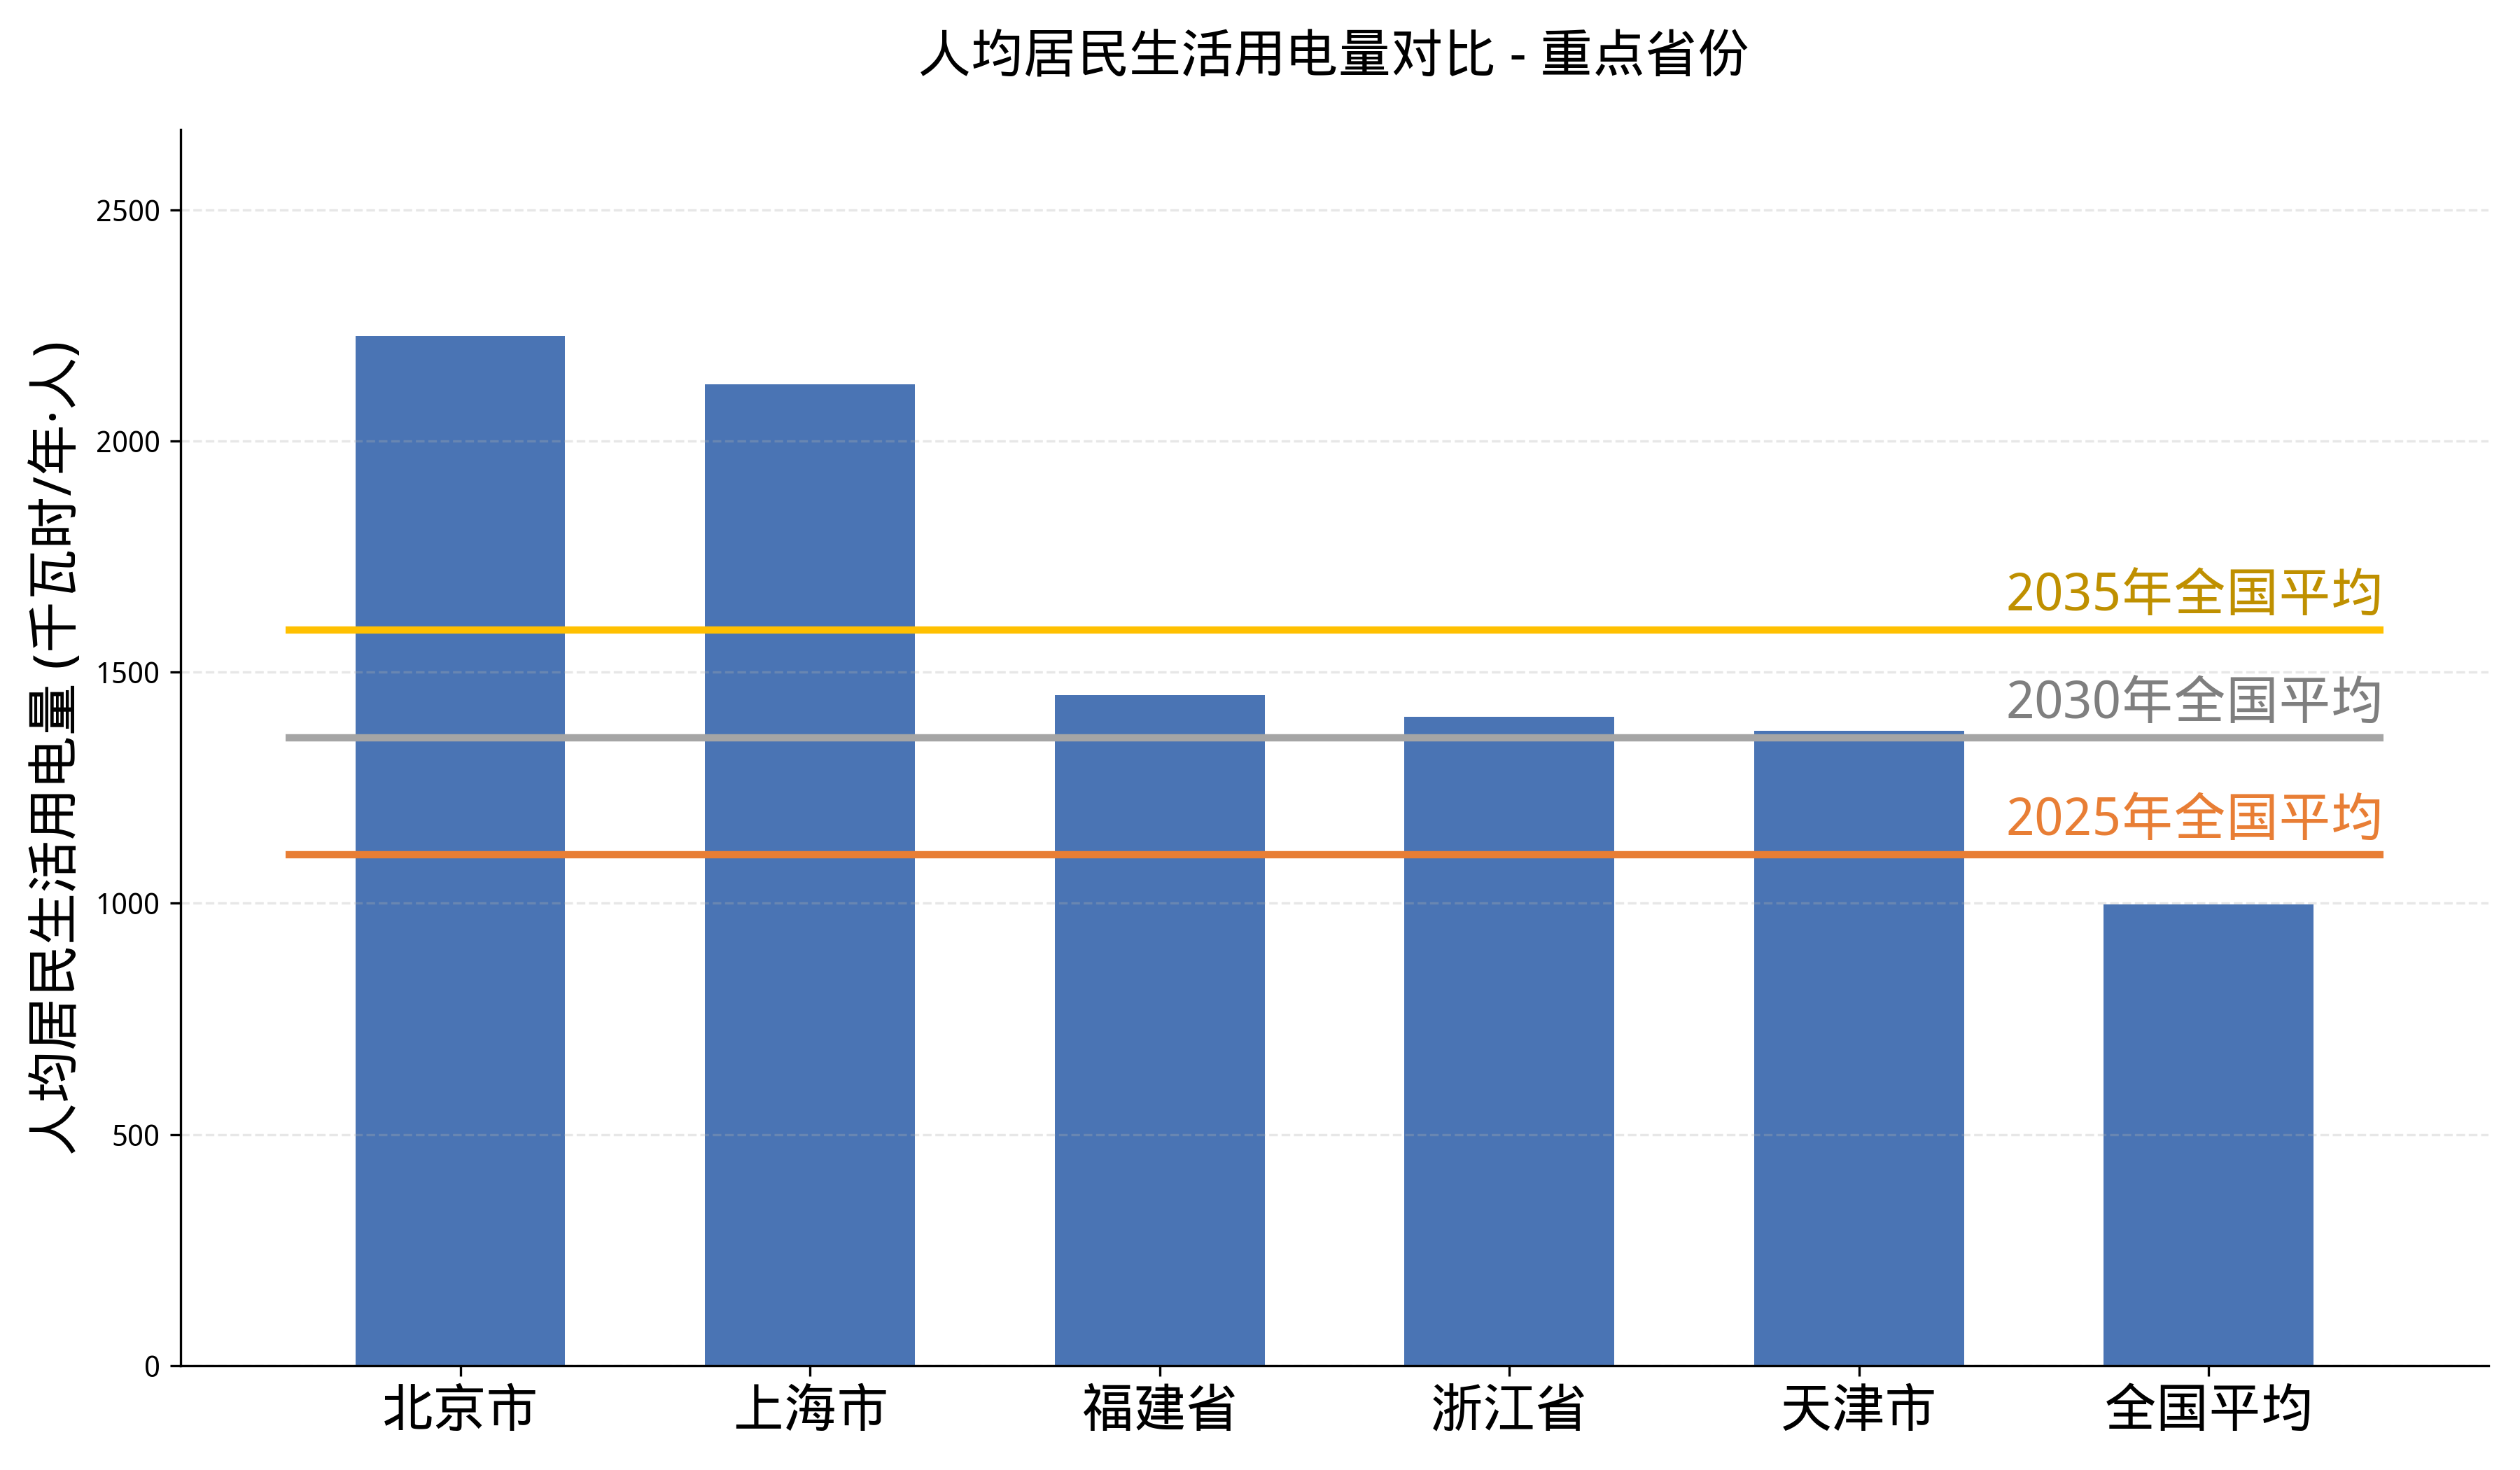 人均居民生活用电量对比 - 重点省份
人均居民生活用电量 (千瓦时/年·人)
2500
2000
1500
1000
500
0
2035年全国平均
2030年全国平均
2025年全国平均
北京市
上海市
福建省
浙江省
天津市
全国平均